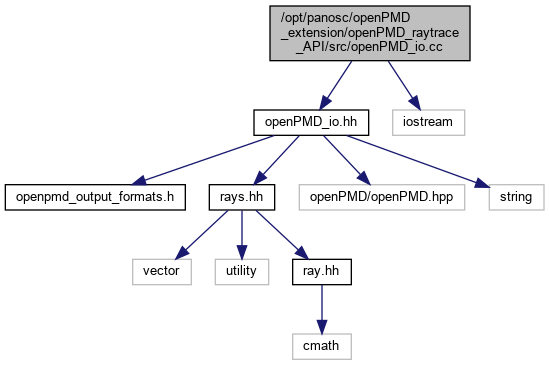 /opt/panosc/openPMD
_extension/openPMD_raytrace
_API/src/openPMD_io.cc
openPMD_io.hh
iostream
openpmd_output_formats.h
rays.hh
openPMD/openPMD.hpp
string
vector
utility
ray.hh
cmath